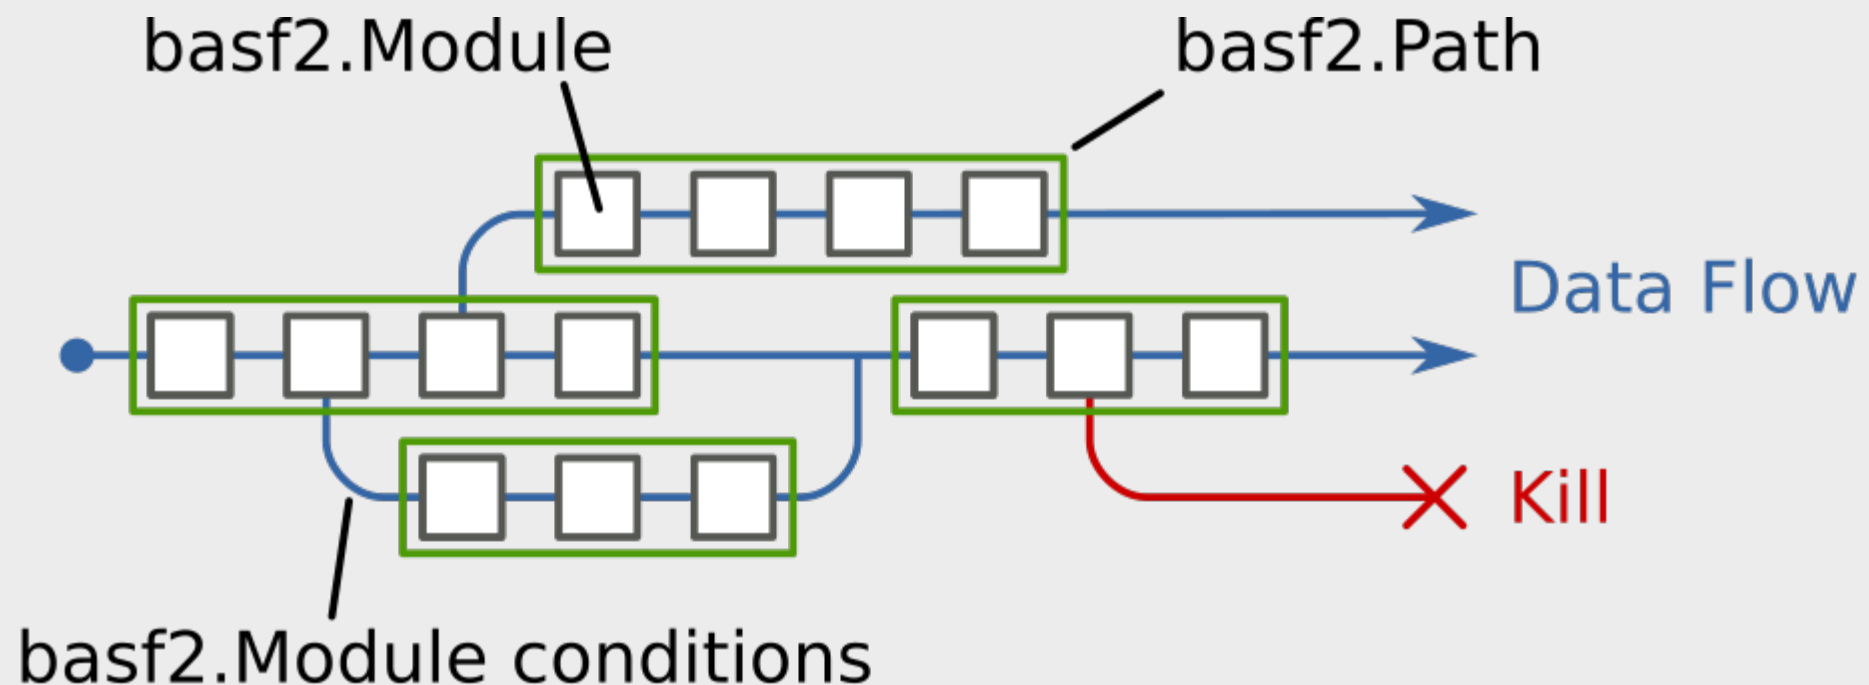 basf2.Module
basf2.Path
Data Flow
Kill
basf2.Module conditions